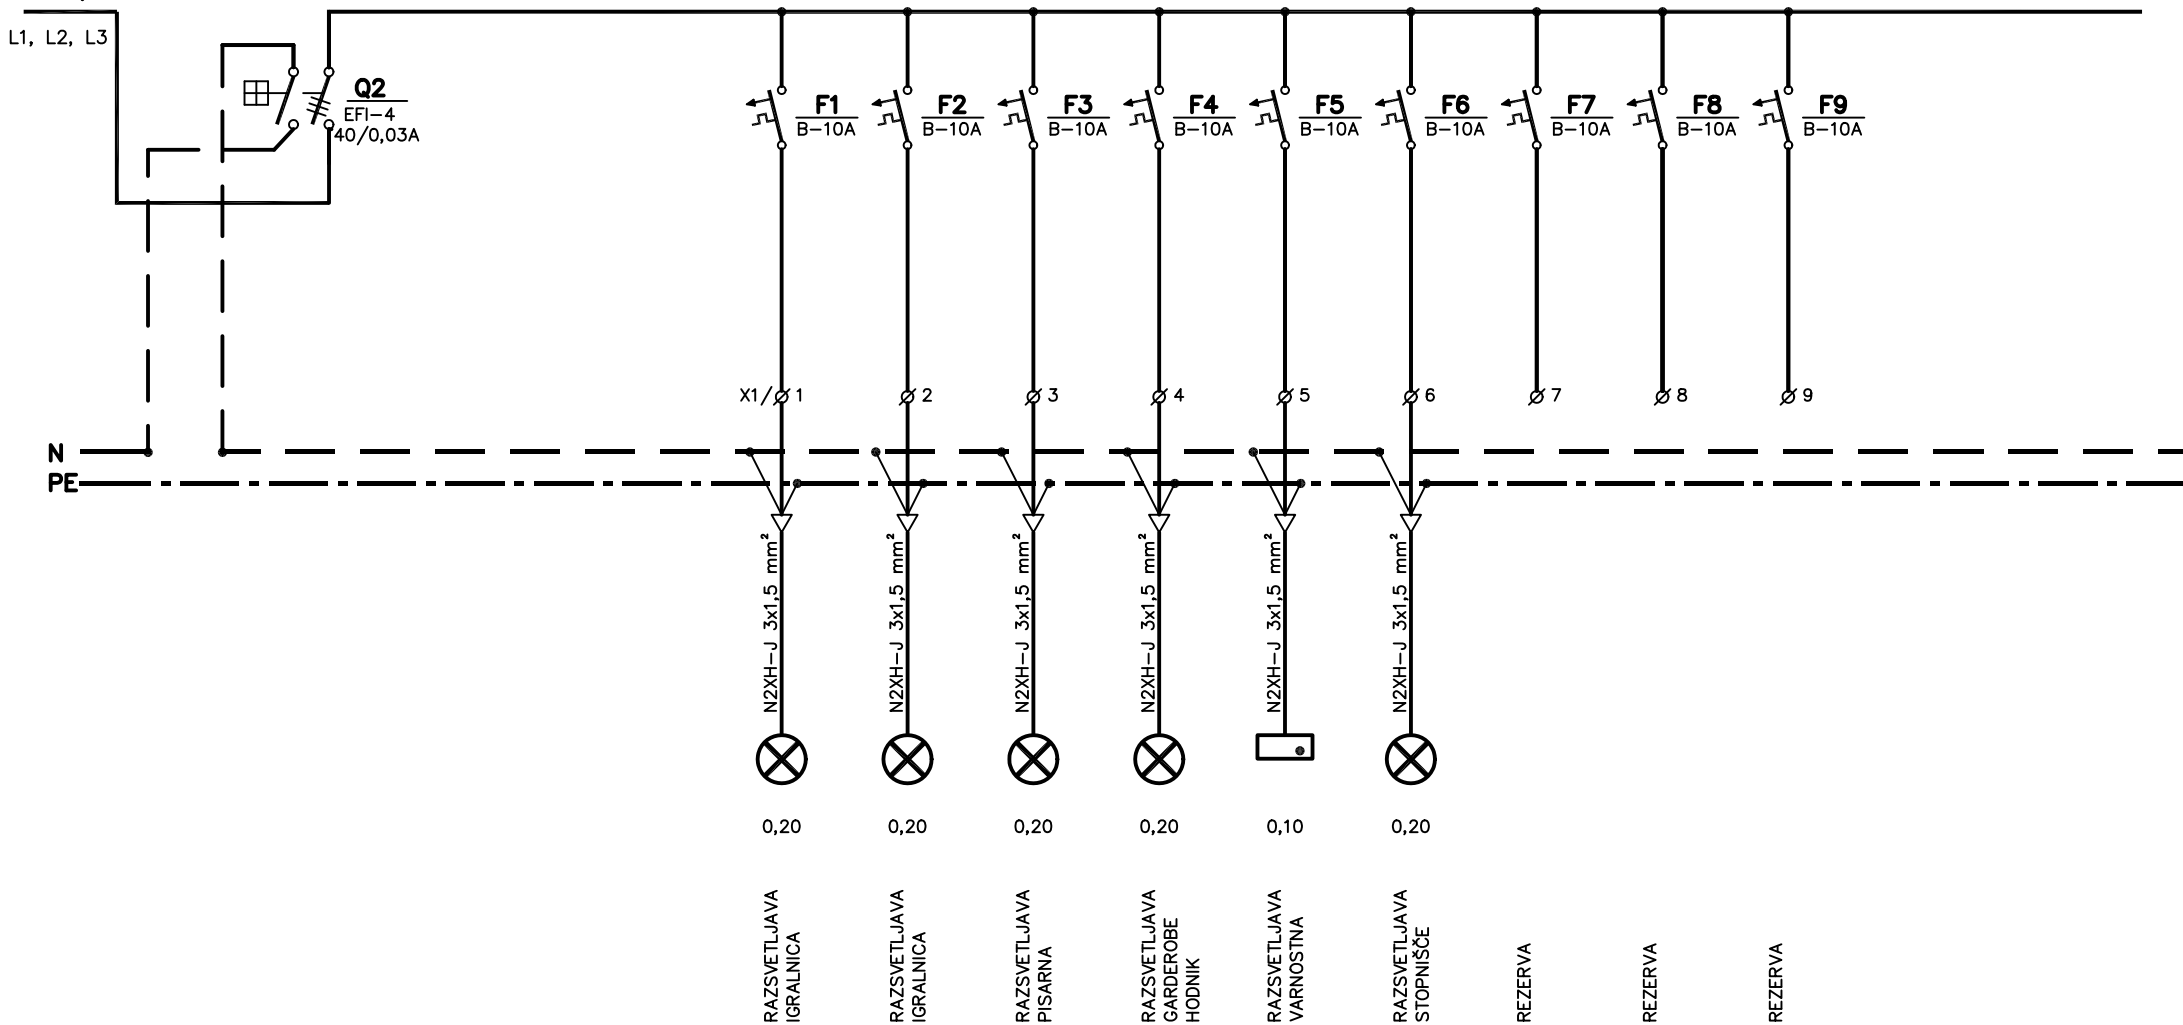 L1, L2, L3
Q2
EFI-4
40/0,03A
F1
B-10A
F2
B-10A
F3
B-10A
F4
B-10A
F5
B-10A
F6
B-10A
F7
B-10A
F8
B-10A
F9
B-10A
X1/ 1
2
3
4
5
6
7
8
9
N
PE
N2XH-J 3x1,5 mm²
N2XH-J 3x1,5 mm²
N2XH-J 3x1,5 mm²
N2XH-J 3x1,5 mm²
N2XH-J 3x1,5 mm²
N2XH-J 3x1,5 mm²
0,20
0,20
0,20
0,20
0,10
0,20
RAZSVETLJAVA
IGRALNICA
RAZSVETLJAVA
IGRALNICA
RAZSVETLJAVA
PISARNA
RAZSVETLJAVA
GARDEROBE
HODNIK
RAZSVETLJAVA
VARNOSTNA
RAZSVETLJAVA
STOPNIŠČE
REZERVA
REZERVA
REZERVA